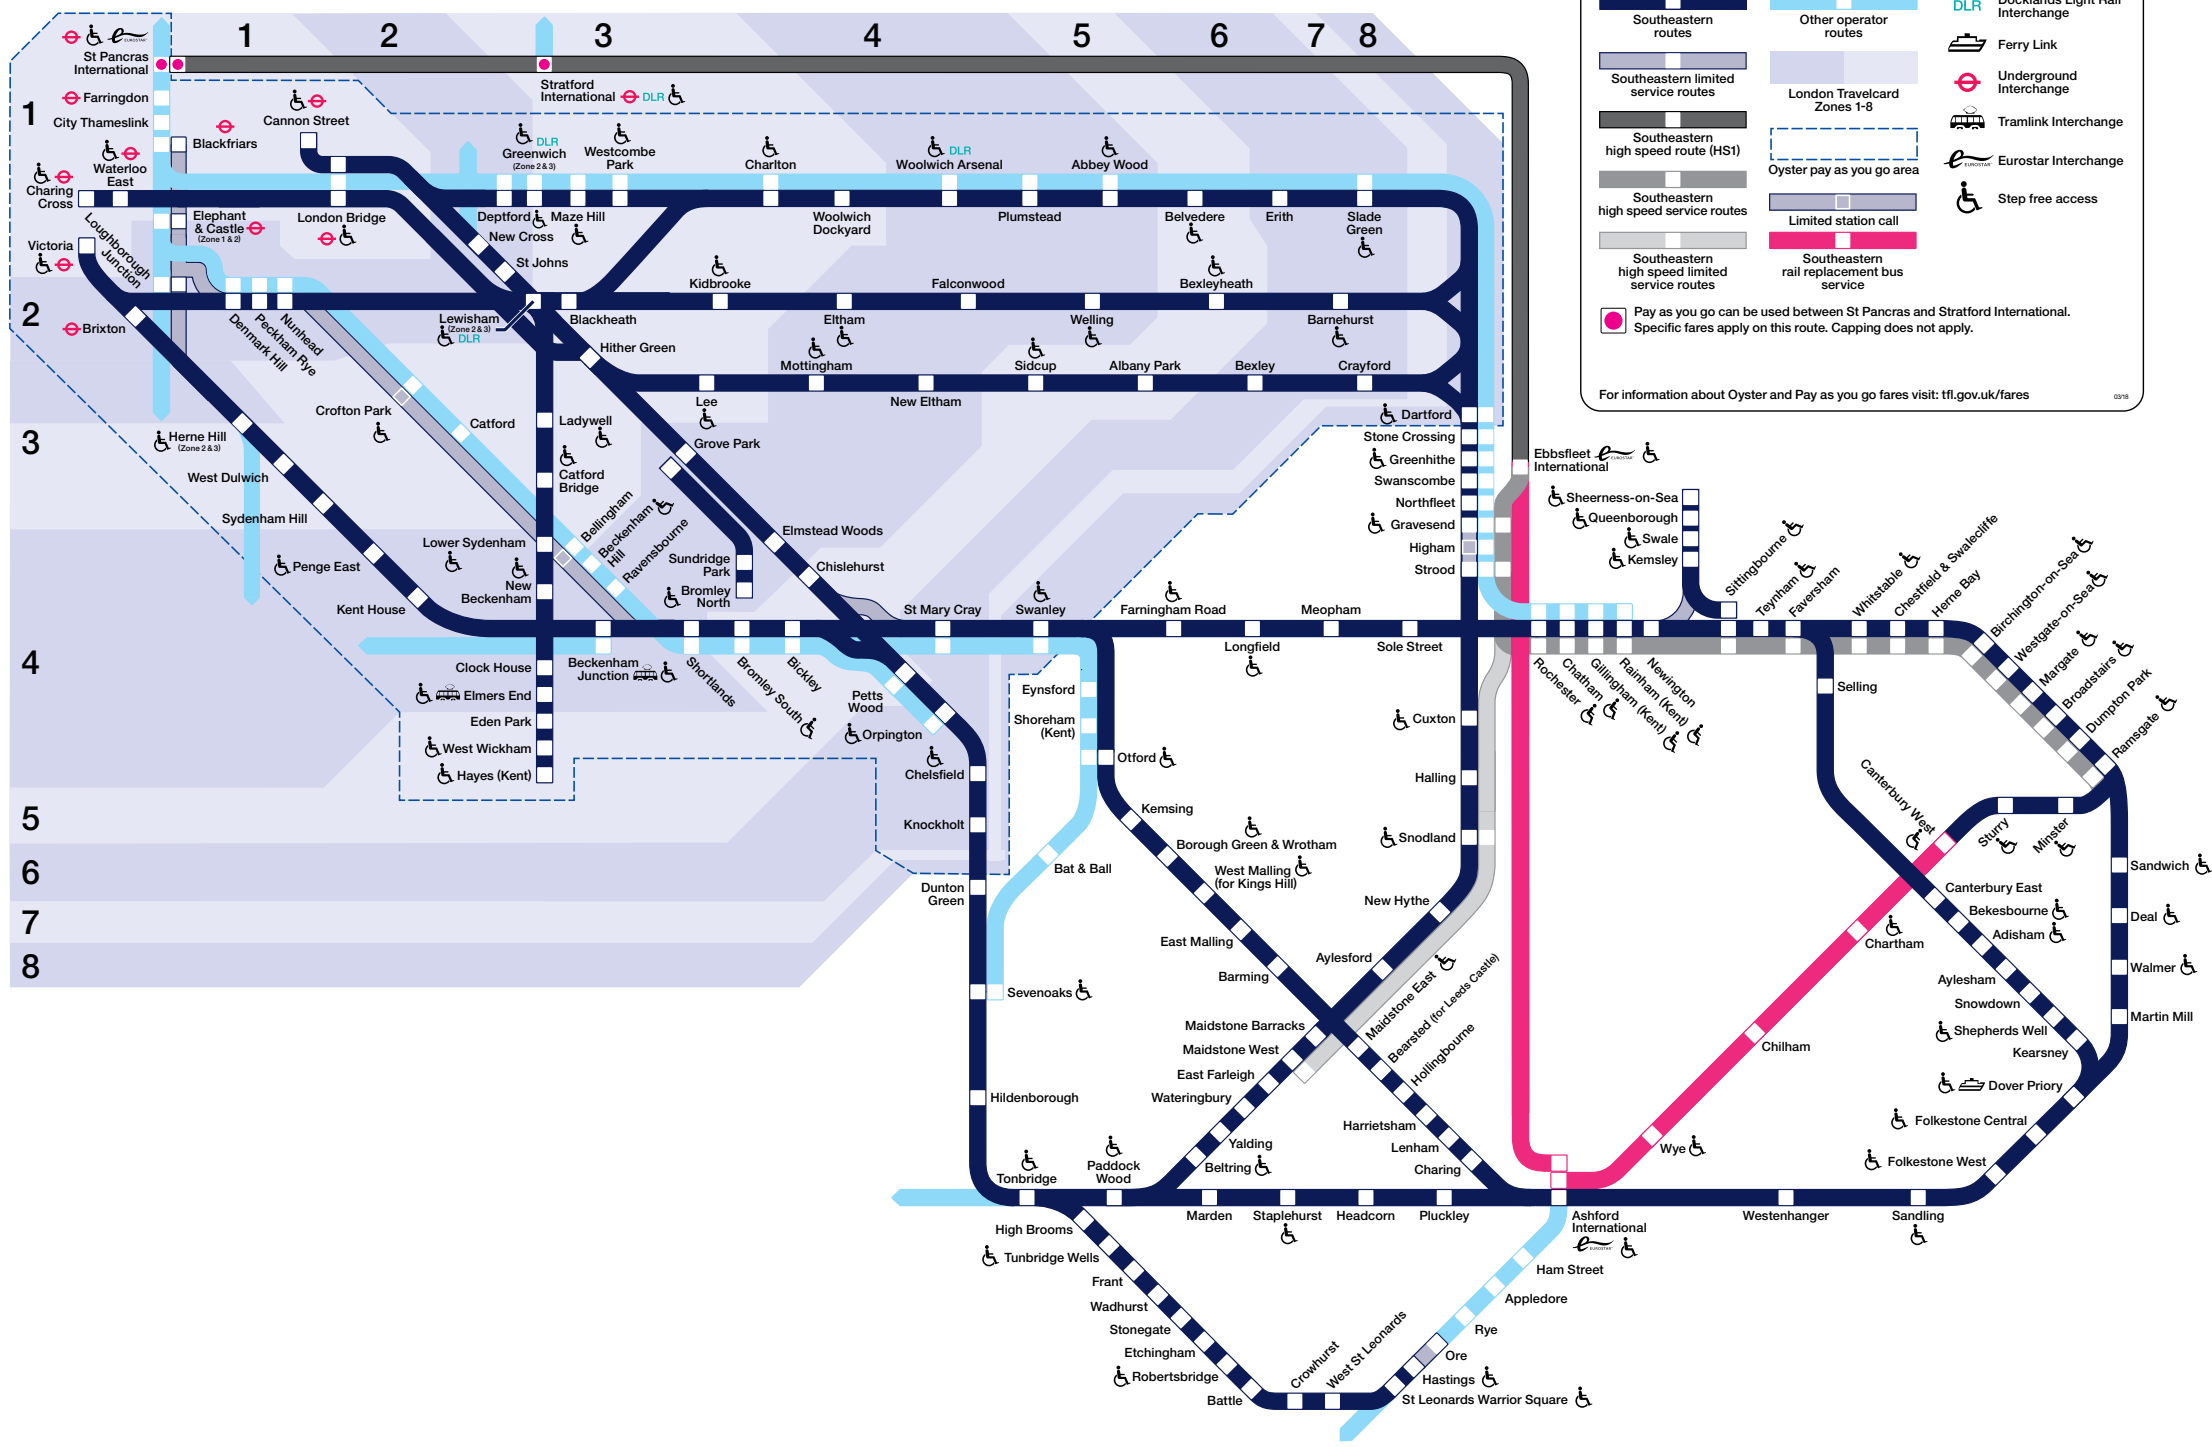 1
2
3
4
5
6
7
8
1
2
3
4
5
6
7
8
St Pancras
International
Farringdon
City Thameslink
Blackfriars
Cannon Street
Waterloo
East
Charing
Cross
Elephant
& Castle
(Zone 1 & 2)
London Bridge
Victoria
Loughborough
Junction
Brixton
Denmark Hill
Peckham Rye
Nunhead
Stratford
International
DLR
DLR
Greenwich
(Zone 2 & 3)
Westcombe
Park
Charlton
DLR
Woolwich Arsenal
Abbey Wood
Deptford
Maze Hill
Woolwich
Dockyard
Plumstead
Belvedere
Erith
Slade
Green
New Cross
St Johns
Lewisham
(Zone 2 & 3)
DLR
Blackheath
Kidbrooke
Eltham
Falconwood
Welling
Bexleyheath
Barnehurst
Hither Green
Mottingham
Lee
New Eltham
Sidcup
Albany Park
Bexley
Crayford
Crofton Park
Catford
Ladywell
Catford
Bridge
Grove Park
Herne Hill
(Zone 2 & 3)
West Dulwich
Sydenham Hill
Penge East
Kent House
Bellingham
Beckenham
Hill
Ravensbourne
Lower Sydenham
New
Beckenham
Sundridge
Park
Bromley
North
Elmstead Woods
Chislehurst
Clock House
Elmers End
Eden Park
West Wickham
Hayes (Kent)
Beckenham
Junction
Shortlands
Bromley South
Bickley
Petts
Wood
Orpington
Chelsfield
Knockholt
Dunton
Green
St Mary Cray
Swanley
Farningham Road
Longfield
Meopham
Sole Street
Eynsford
Shoreham
(Kent)
Otford
Bat & Ball
Sevenoaks
Hildenborough
Tonbridge
Kemsing
Borough Green & Wrotham
West Malling
(for Kings Hill)
East Malling
Barming
Dartford
Stone Crossing
Greenhithe
Swanscombe
Northfleet
Gravesend
Higham
Strood
Ebbsfleet
International
EUROSTAR
Sheerness-on-Sea
Queenborough
Swale
Kemsley
Sittingbourne
Teynham
Faversham
Whitstable
Chestfield & Swalecliffe
Herne Bay
Birchington-on-Sea
Westgate-on-Sea
Margate
Broadstairs
Dumpton Park
Ramsgate
Rochester
Chatham
Gillingham (Kent)
Rainham (Kent)
Newington
Selling
Cuxton
Halling
Snodland
New Hythe
Aylesford
Maidstone East
Bearsted (for Leeds Castle)
Hollingbourne
Maidstone Barracks
Maidstone West
East Farleigh
Wateringbury
Yalding
Beltring
Harrietsham
Lenham
Charing
Paddock
Wood
Marden
Staplehurst
Headcorn
Pluckley
Ashford
International
EUROSTAR
Westenhanger
Sandling
Canterbury West
Sturry
Minster
Chartham
Chilham
Wye
Canterbury East
Bekesbourne
Adisham
Aylesham
Snowdown
Shepherds Well
Kearsney
Dover Priory
Folkestone Central
Folkestone West
Sandwich
Deal
Walmer
Martin Mill
High Brooms
Tunbridge Wells
Frant
Wadhurst
Stonegate
Etchingham
Robertsbridge
Battle
Crowhurst
West St Leonards
St Leonards Warrior Square
Hastings
Ore
Rye
Appledore
Ham Street
Southeastern
routes
Southeastern limited
service routes
Southeastern
high speed route (HS1)
Southeastern
high speed service routes
Southeastern
high speed limited
service routes
Other operator
routes
London Travelcard
Zones 1-8
Oyster pay as you go area
Limited station call
Southeastern
rail replacement bus
service
DLR
Docklands Light Rail
Interchange
Ferry Link
Underground
Interchange
Tramlink Interchange
EUROSTAR
Eurostar Interchange
Step free access
Pay as you go can be used between St Pancras and Stratford International.
Specific fares apply on this route. Capping does not apply.
For information about Oyster and Pay as you go fares visit: tfl.gov.uk/fares
03/18